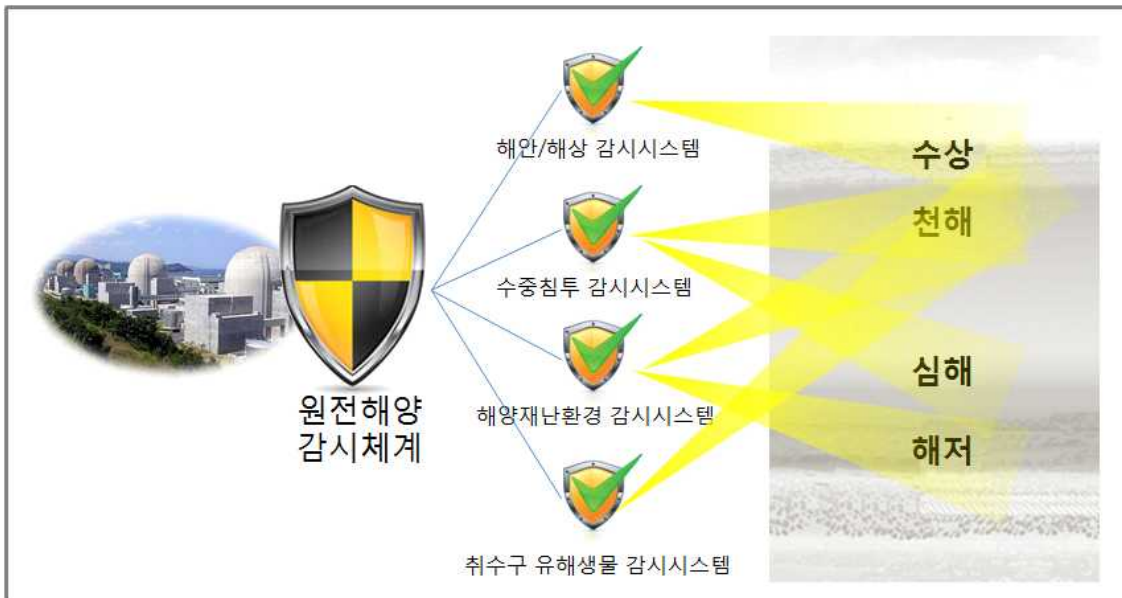 원전해양
감시체계
해안/해상 감시시스템
수중침투 감시시스템
해양재난환경 감시시스템
취수구 유해생물 감시시스템
수상
천해
심해
해저